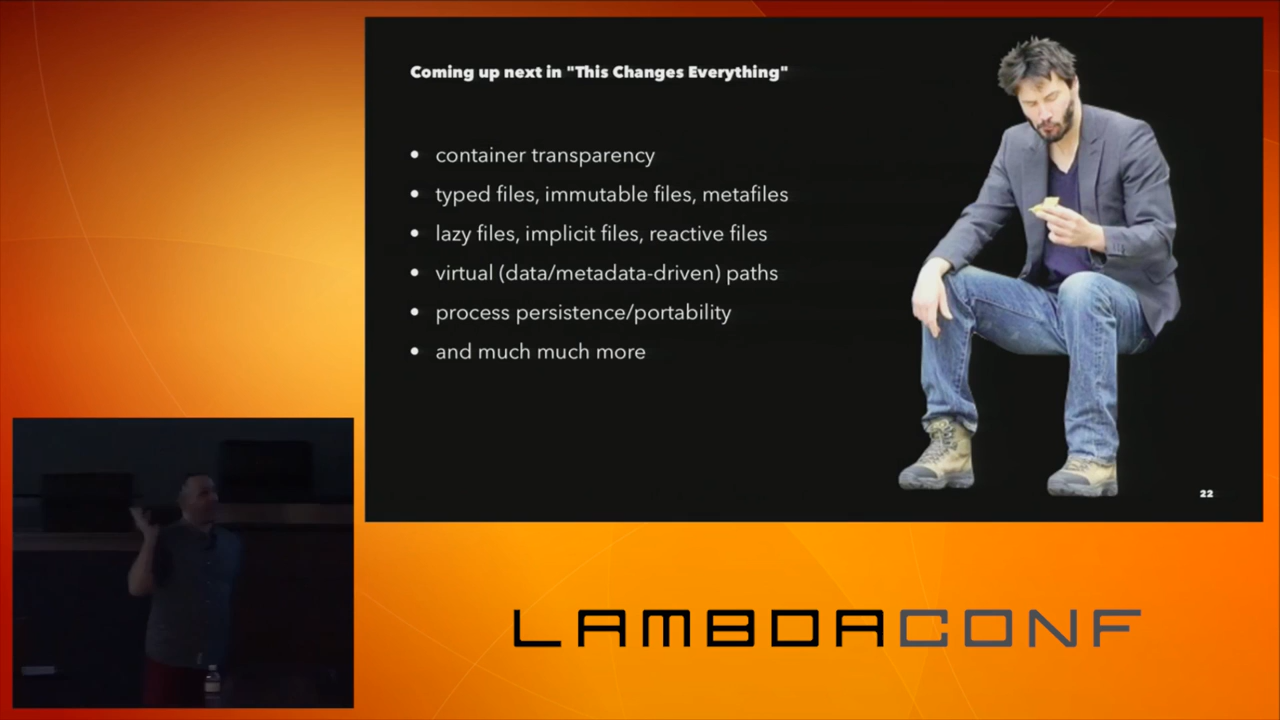 Coming up next in "This Changes Everything"
• container transparency
• typed files, immutable files, metafiles
• lazy files, implicit files, reactive files
• virtual (data/metadata-driven) paths
• process persistence/portability
• and much much more
22
LAMBDACONF